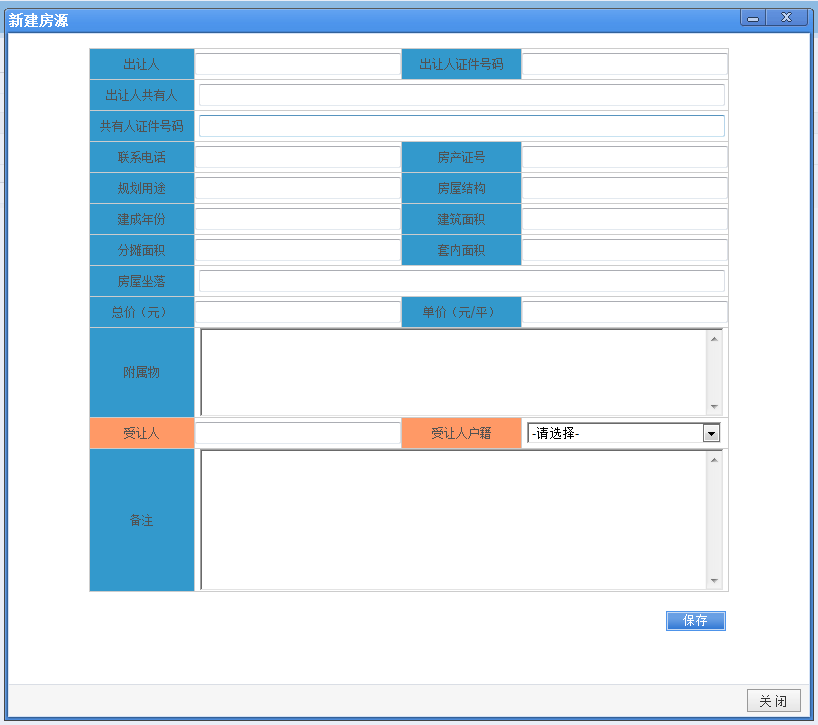 新建房源
出让人 出让人证件号码
出让人共有人
共有人证件号码
联系电话 房产证号
规划用途 房屋结构
建成年份 建筑面积
分摊面积 套内面积
房屋坐落
总价（元） 单价（元/平）
附属物
受让人 受让人户籍 -请选择-
备注
保存
关闭